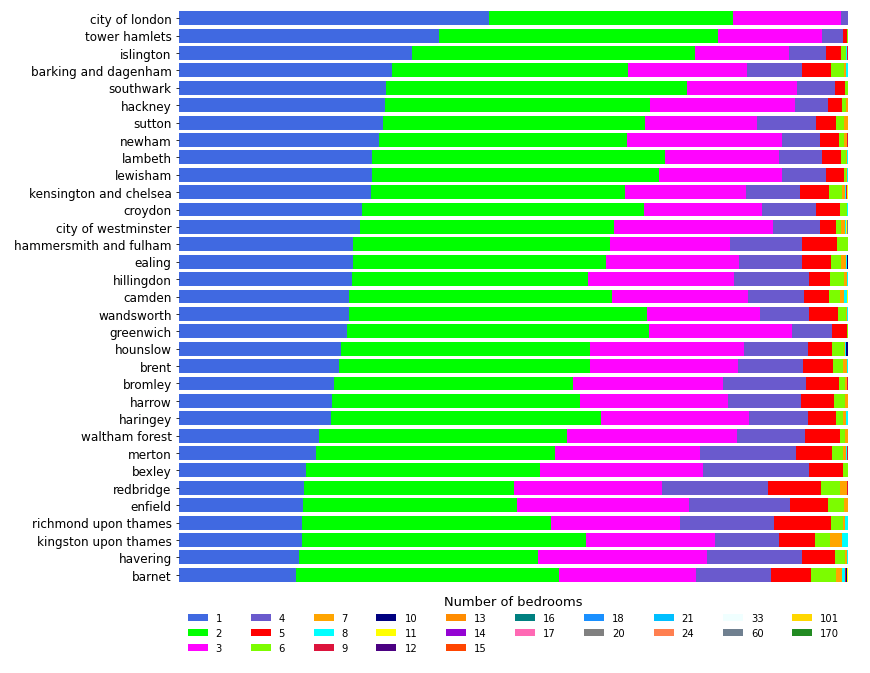 city of london
tower hamlets
islington
barking and dagenham
southwark
hackney
sutton
newham
lambeth
lewisham
kensington and chelsea
croydon
city of westminster
hammersmith and fulham
ealing
hillingdon
camden
wandsworth
greenwich
hounslow
brent
bromley
harrow
haringey
waltham forest
merton
bexley
redbridge
enfield
richmond upon thames
kingston upon thames
havering
barnet
Number of bedrooms
1 4 7 10 13 16 18 21 33 101
2 5 8 11 14 17 20 24 60 170
3 6 9 12 15